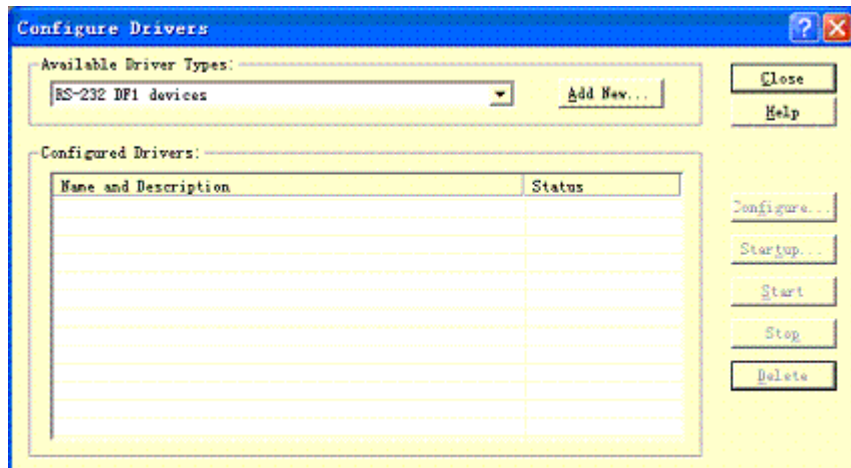 Configure Drivers
Available Driver Types:
RS-232 DF1 devices
Add New...
Close
Help
Configured Drivers:
Name and Description
Status
Configure...
Startup...
Start
Stop
Delete